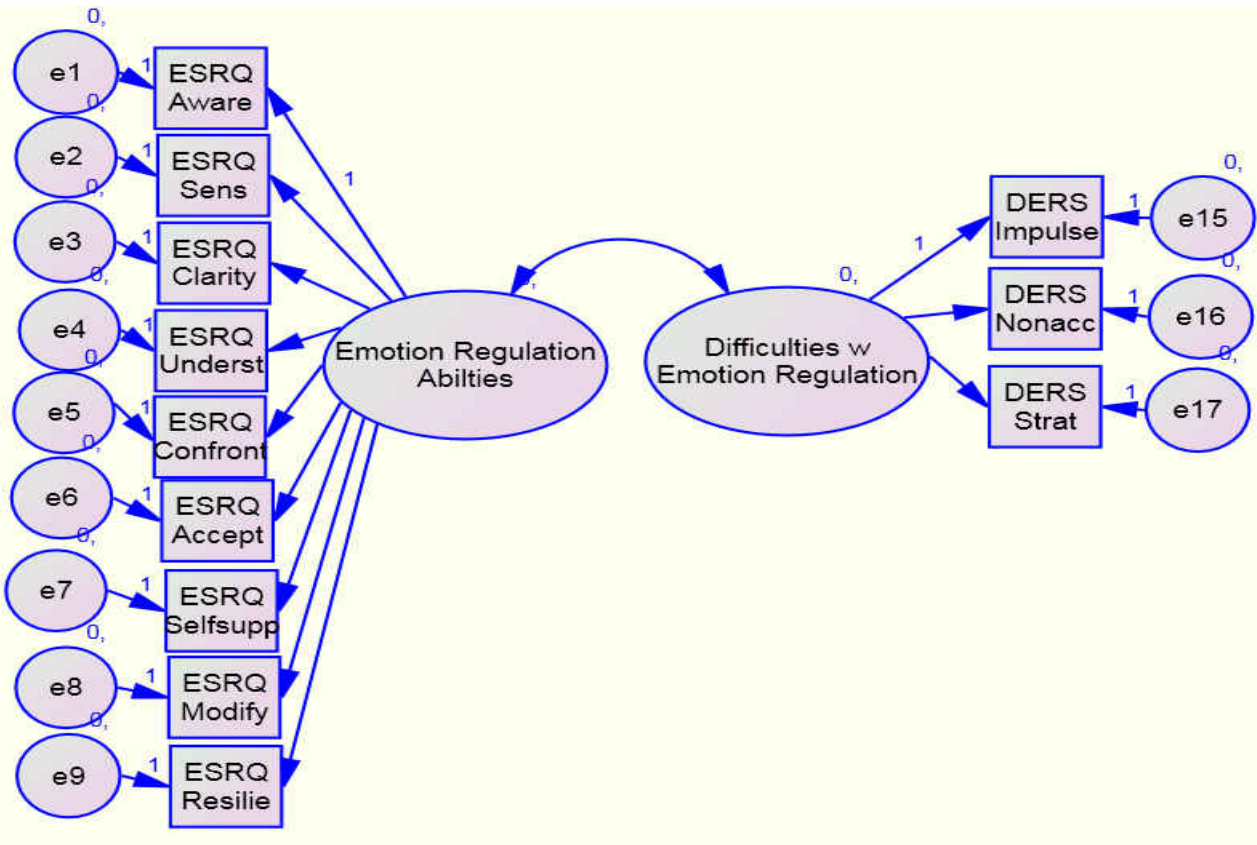 0,
e1
1
ESRQ
Aware
0,
e2
1
ESRQ
Sens
0,
e3
1
ESRQ
Clarity
0,
e4
1
ESRQ
Underst
0,
e5
1
ESRQ
Confront
0,
e6
1
ESRQ
Accept
0,
e7
1
ESRQ
Selfsupp
0,
e8
1
ESRQ
Modify
0,
e9
1
ESRQ
Resilie
1
0,
Emotion Regulation
Abilties
0,
Difficulties w
Emotion Regulation
1
DERS
Impulse
1
0,
e15
DERS
Nonacc
1
0,
e16
DERS
Strat
1
0,
e17